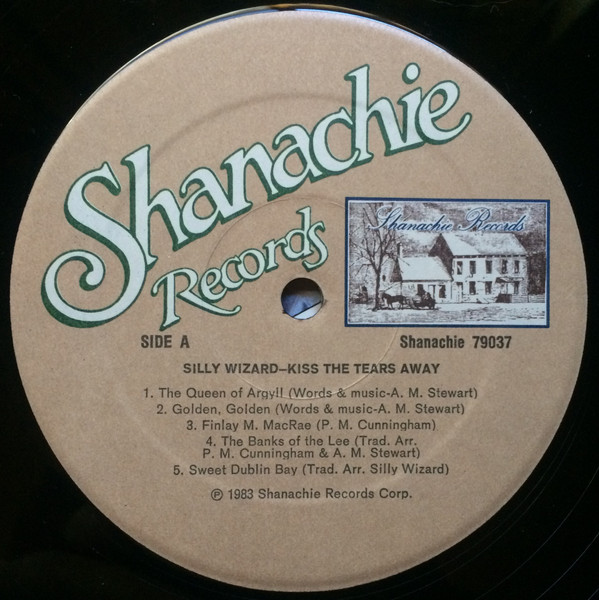 Shanachie
Records
Shanachie Records
SIDE A
Shanachie 79037
SILLY WIZARD—KISS THE TEARS AWAY
1. The Queen of Argyll (Words & music-A. M. Stewart)
2. Golden, Golden (Words & music-A. M. Stewart)
3. Finlay M. MacRae (P. M. Cunningham)
4. The Banks of the Lee (Trad. Arr.
P. M. Cunningham & A. M. Stewart)
5. Sweet Dublin Bay (Trad. Arr. Silly Wizard)
℗ 1983 Shanachie Records Corp.